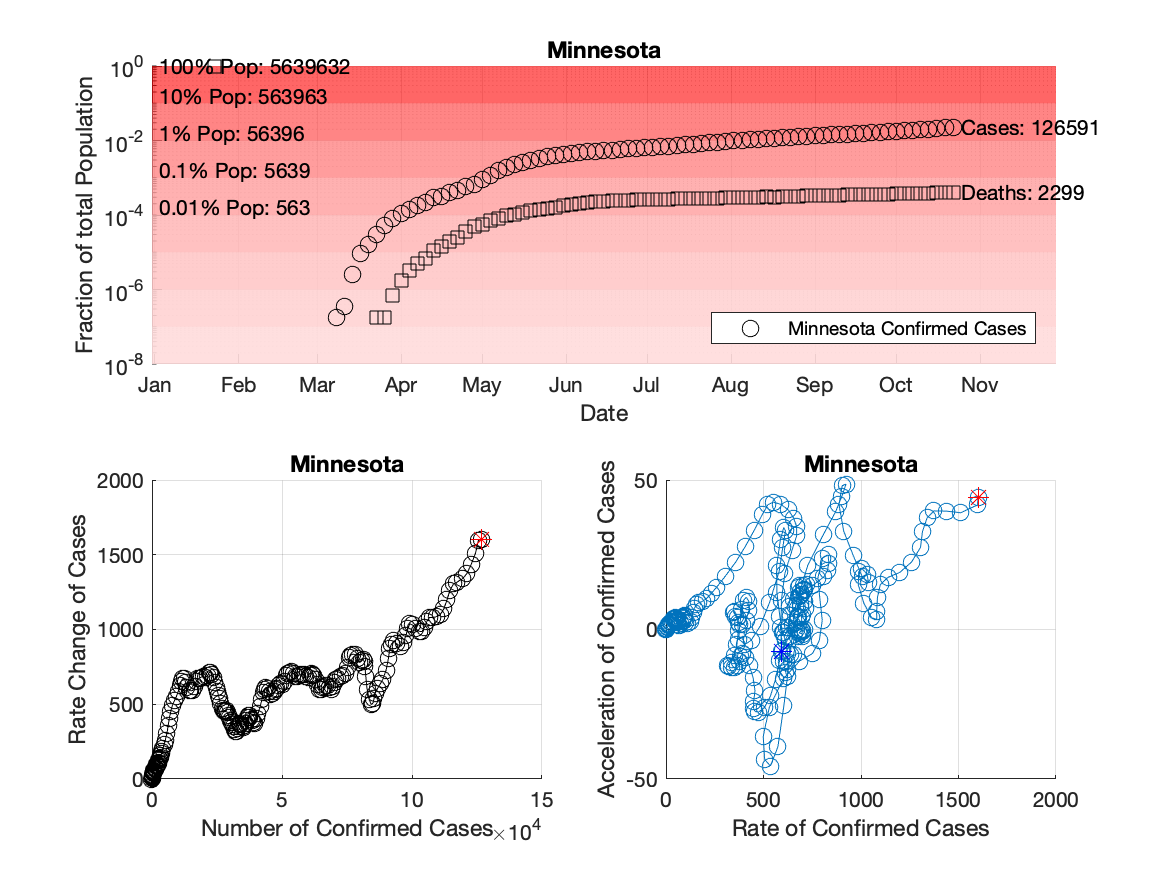 Minnesota
Fraction of total Population
10^0
10^-2
10^-4
10^-6
10^-8
100% Pop: 5639632
10% Pop: 563963
1% Pop: 56396
0.1% Pop: 5639
0.01% Pop: 563
Cases: 126591
Deaths: 2299
Minnesota Confirmed Cases
Jan Feb Mar Apr May Jun Jul Aug Sep Oct Nov
Date
Minnesota
Rate Change of Cases
2000
1500
1000
500
0
0 5 10 15
Number of Confirmed Cases ×10^4
Minnesota
Acceleration of Confirmed Cases
50
0
-50
0 500 1000 1500 2000
Rate of Confirmed Cases